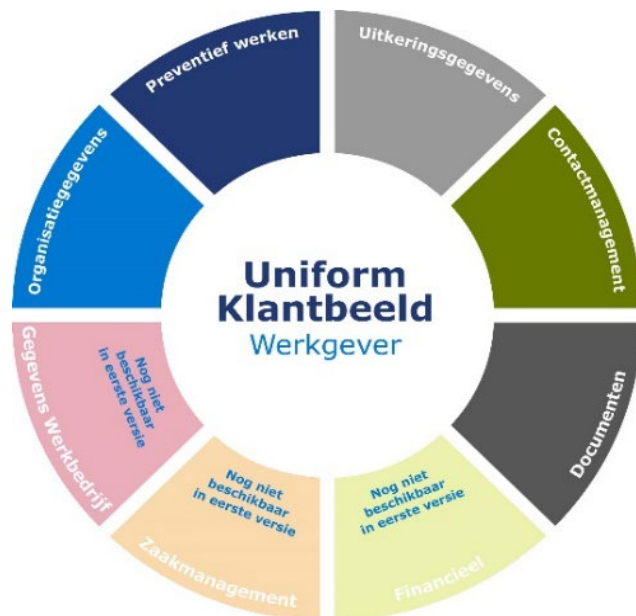 Uniform
Klantbeeld
Werkgever
Preventief werken
Uitkeringsgegevens
Contactmanagement
Documenten
Financieel
Nog niet
beschikbaar
in eerste versie
Zaakmanagement
Nog niet
beschikbaar
in eerste versie
Gegevens Werkbedrijf
Nog niet
beschikbaar
in eerste versie
Organisatiegegevens